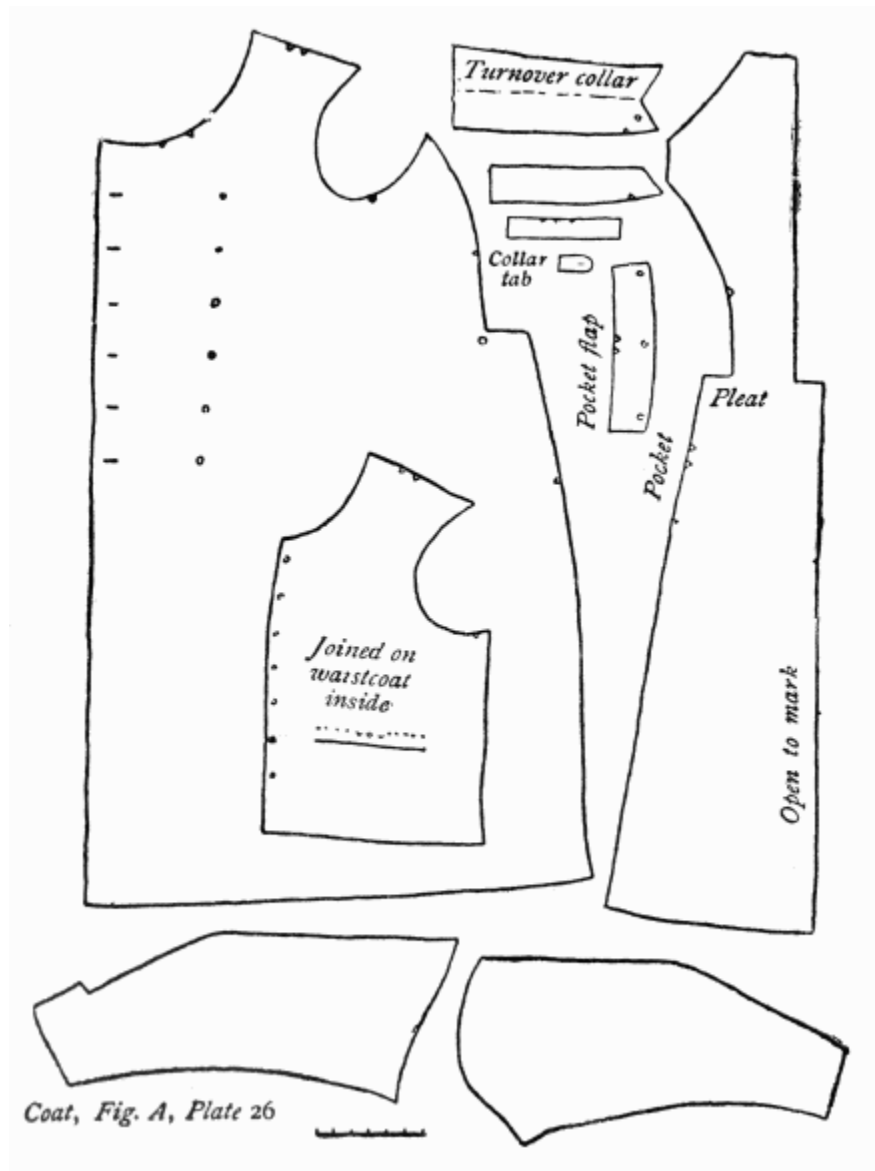 Turnover collar
Collar
tab
Pocket flap
Pocket
Pleat
Joined on
waistcoat
inside
Open to mark
Coat, Fig. A, Plate 26